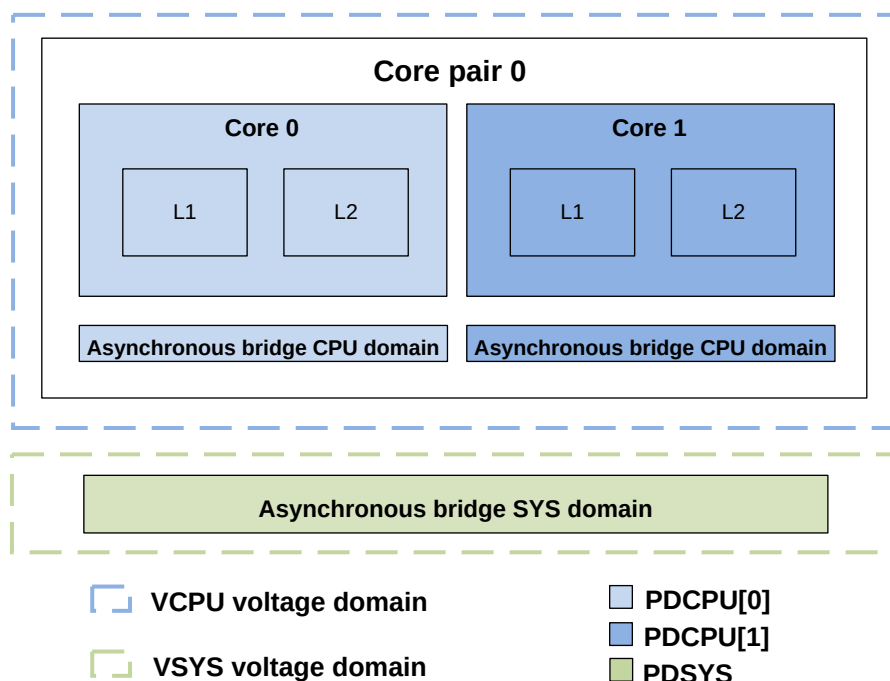 Core pair 0
Core 0
Core 1
L1
L2
L1
L2
Asynchronous bridge CPU domain
Asynchronous bridge CPU domain
Asynchronous bridge SYS domain
VCPU voltage domain
VSYS voltage domain
PDCPU[0]
PDCPU[1]
PDSYS